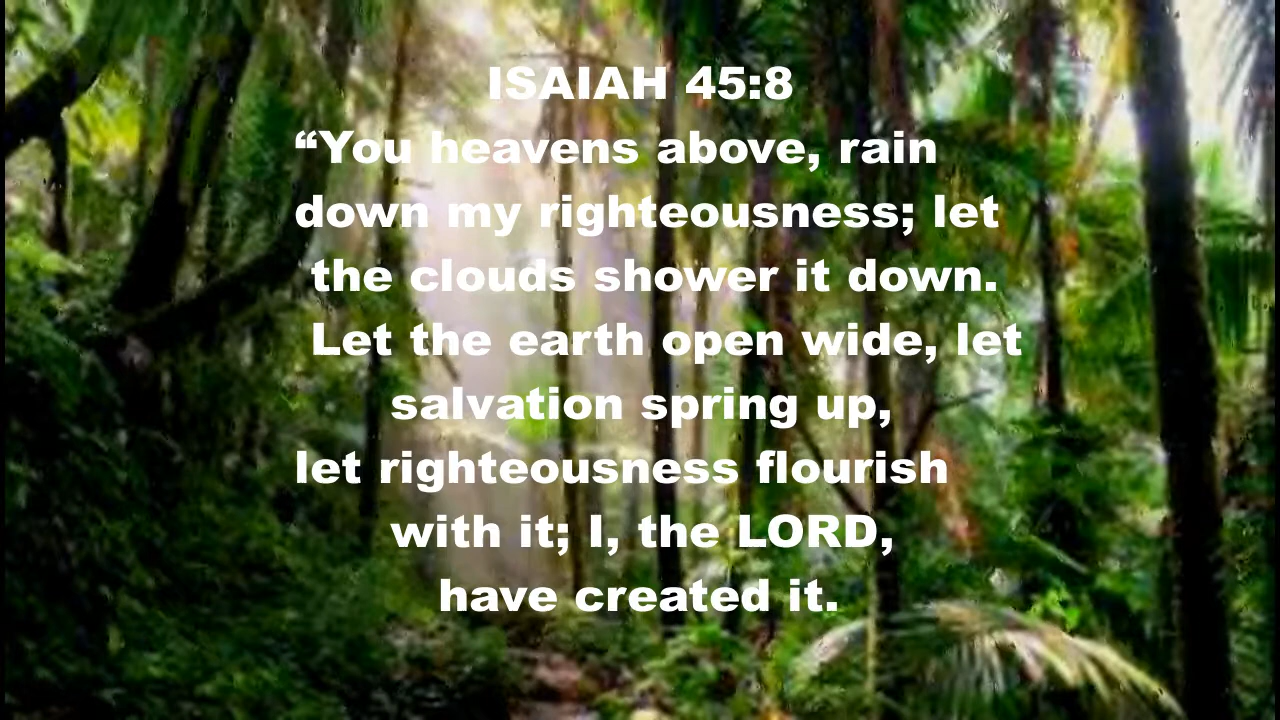 ISAIAH 45:8
“You heavens above, rain
down my righteousness; let
the clouds shower it down.
Let the earth open wide, let
salvation spring up,
let righteousness flourish
with it; I, the LORD,
have created it.